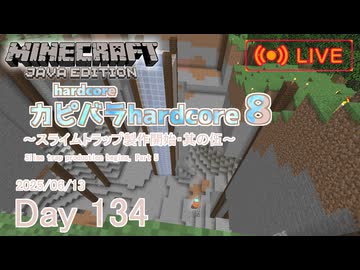 MINECRAFT
JAVA EDITION
LIVE
hardcore
カピバラhardcore8
～スライムトラップ製作開始・其の伍～
Slime trap production begins, Part 5
2025/06/13
Day 134